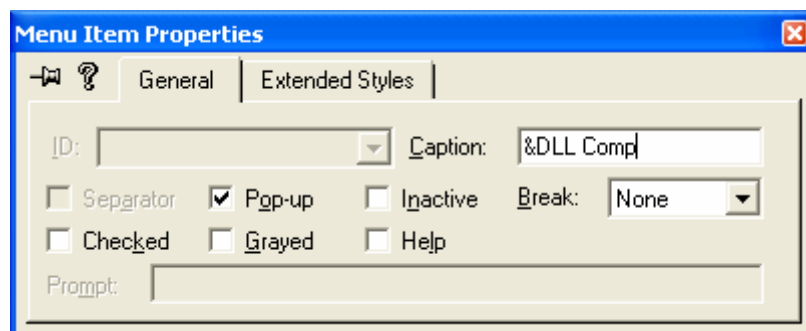 Menu Item Properties
General Extended Styles
ID: Caption: &DLL Comp
Separator Pop-up Inactive Break: None
Checked Grayed Help
Prompt: